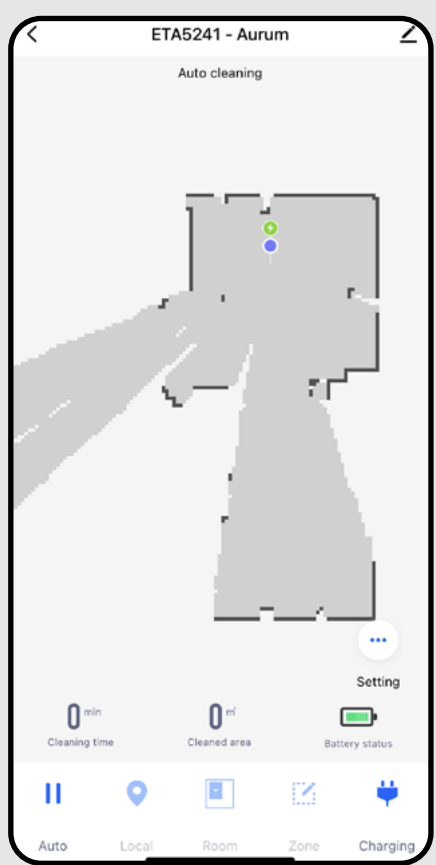 ETA5241 - Aurum
Auto cleaning
Setting
0 min
Cleaning time
0 ㎡
Cleaned area
Battery status
Auto
Local
Room
Zone
Charging